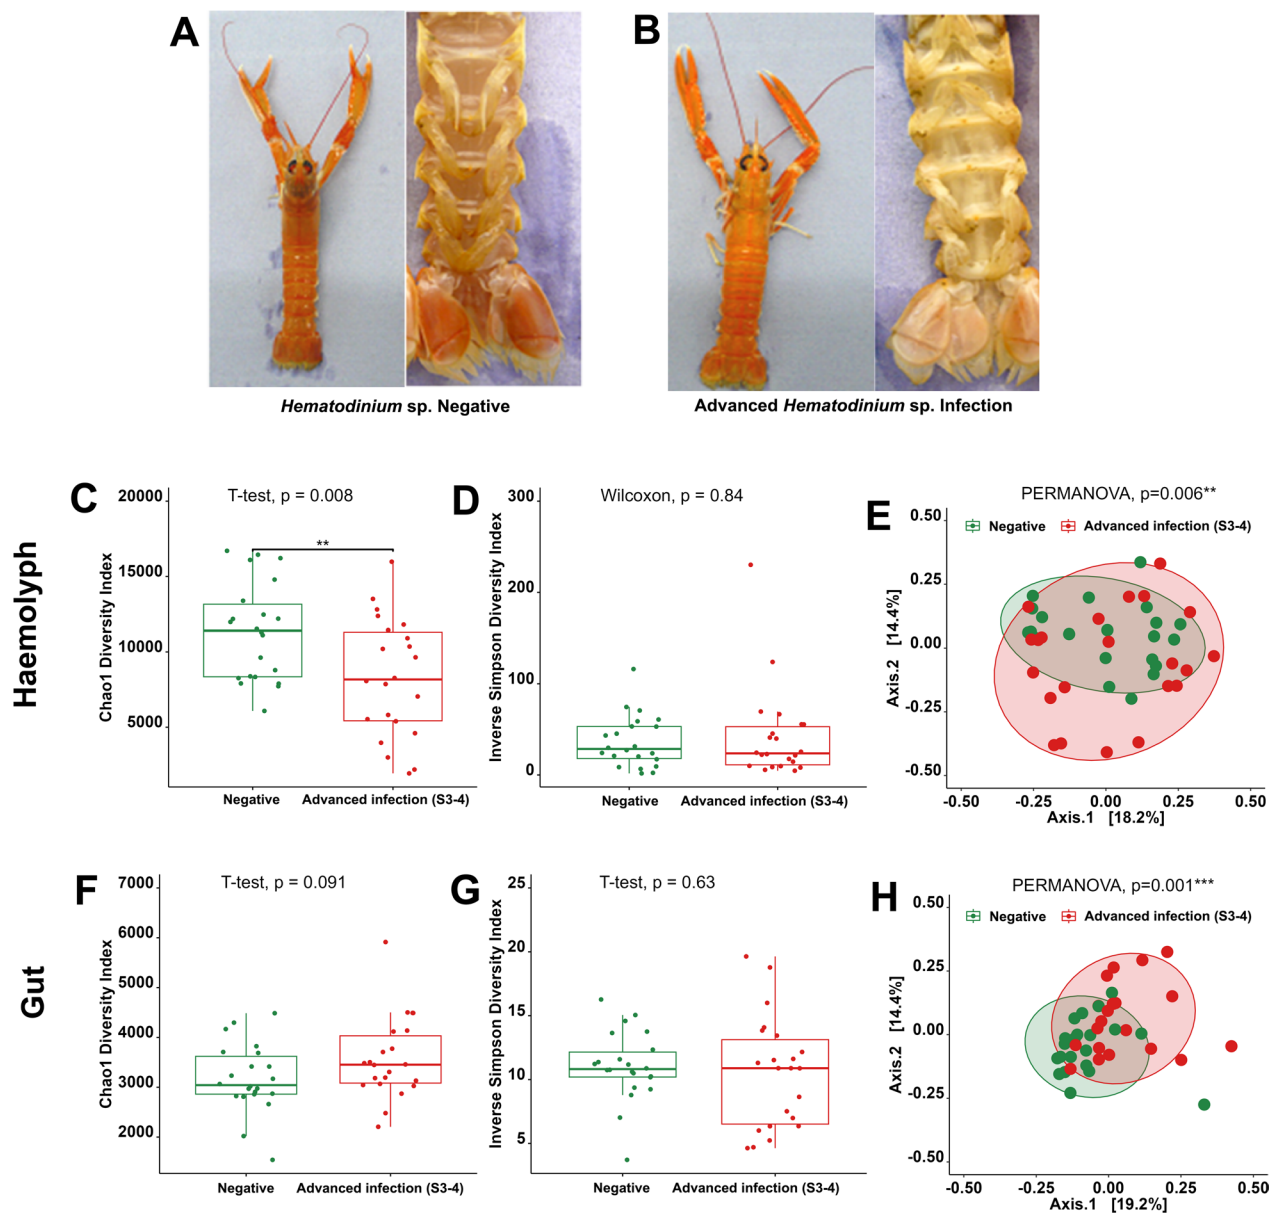 A
B
Hematodinium sp. Negative
Advanced Hematodinium sp. Infection
Haemolyph
C
T-test, p = 0.008
**
Chao1 Diversity Index
20000
15000
10000
5000
Negative
Advanced infection (S3-4)
D
Wilcoxon, p = 0.84
Inverse Simpson Diversity Index
300
200
100
0
Negative
Advanced infection (S3-4)
E
PERMANOVA, p=0.006**
Negative
Advanced infection (S3-4)
Axis.2 [14.4%]
0.50
0.25
0.00
-0.25
-0.50
-0.50
-0.25
0.00
0.25
0.50
Axis.1 [18.2%]
Gut
F
T-test, p = 0.091
Chao1 Diversity Index
7000
6000
5000
4000
3000
2000
Negative
Advanced infection (S3-4)
G
T-test, p = 0.63
Inverse Simpson Diversity Index
25
20
15
10
5
Negative
Advanced infection (S3-4)
H
PERMANOVA, p=0.001***
Negative
Advanced infection (S3-4)
Axis.2 [14.4%]
0.50
0.25
0.00
-0.25
-0.50
-0.50
-0.25
0.00
0.25
0.50
Axis.1 [19.2%]